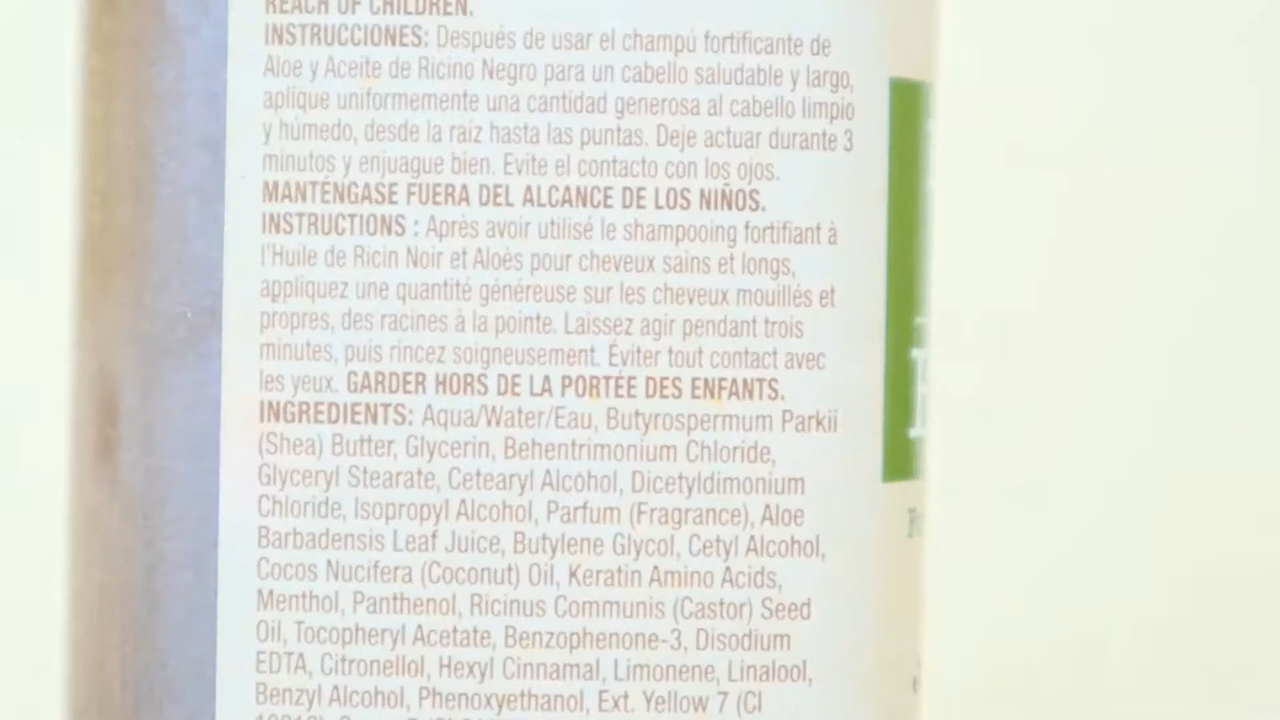 REACH OF CHILDREN.
INSTRUCCIONES: Después de usar el champú fortificante de
Aloe y Aceite de Ricino Negro para un cabello saludable y largo,
aplique uniformemente una cantidad generosa al cabello limpio
y húmedo, desde la raíz hasta las puntas. Deje actuar durante 3
minutos y enjuague bien. Evite el contacto con los ojos.
MANTÉNGASE FUERA DEL ALCANCE DE LOS NIÑOS.
INSTRUCTIONS : Après avoir utilisé le shampooing fortifiant à
l'Huile de Ricin Noir et Aloès pour cheveux sains et longs,
appliquez une quantité généreuse sur les cheveux mouillés et
propres, des racines à la pointe. Laissez agir pendant trois
minutes, puis rincez soigneusement. Éviter tout contact avec
les yeux. GARDER HORS DE LA PORTÉE DES ENFANTS.
INGREDIENTS: Aqua/Water/Eau, Butyrospermum Parkii
(Shea) Butter, Glycerin, Behentrimonium Chloride,
Glyceryl Stearate, Cetearyl Alcohol, Dicetyldimonium
Chloride, Isopropyl Alcohol, Parfum (Fragrance), Aloe
Barbadensis Leaf Juice, Butylene Glycol, Cetyl Alcohol,
Cocos Nucifera (Coconut) Oil, Keratin Amino Acids,
Menthol, Panthenol, Ricinus Communis (Castor) Seed
Oil, Tocopheryl Acetate, Benzophenone-3, Disodium
EDTA, Citronellol, Hexyl Cinnamal, Limonene, Linalool,
Benzyl Alcohol, Phenoxyethanol, Ext. Yellow 7 (CI